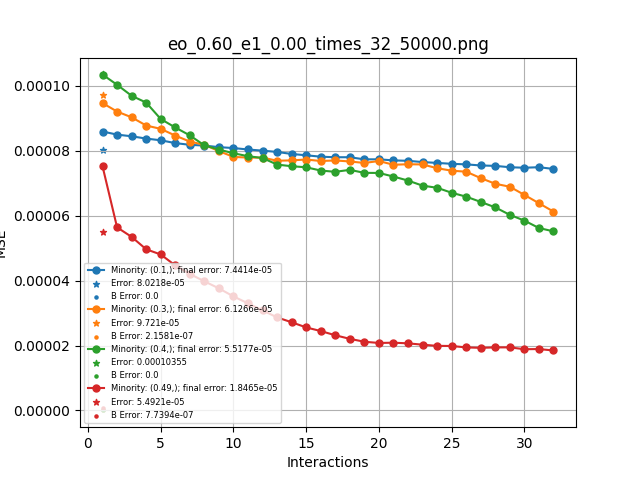 eo_0.60_e1_0.00_times_32_50000.png
0.00010
0.00008
0.00006
0.00004
0.00002
0.00000
MSE
Minority: (0.1,); final error: 7.4414e-05
Error: 8.0218e-05
B Error: 0.0
Minority: (0.3,); final error: 6.1266e-05
Error: 9.721e-05
B Error: 2.1581e-07
Minority: (0.4,); final error: 5.5177e-05
Error: 0.00010355
B Error: 0.0
Minority: (0.49,); final error: 1.8465e-05
Error: 5.4921e-05
B Error: 7.7394e-07
0 5 10 15 20 25 30
Interactions